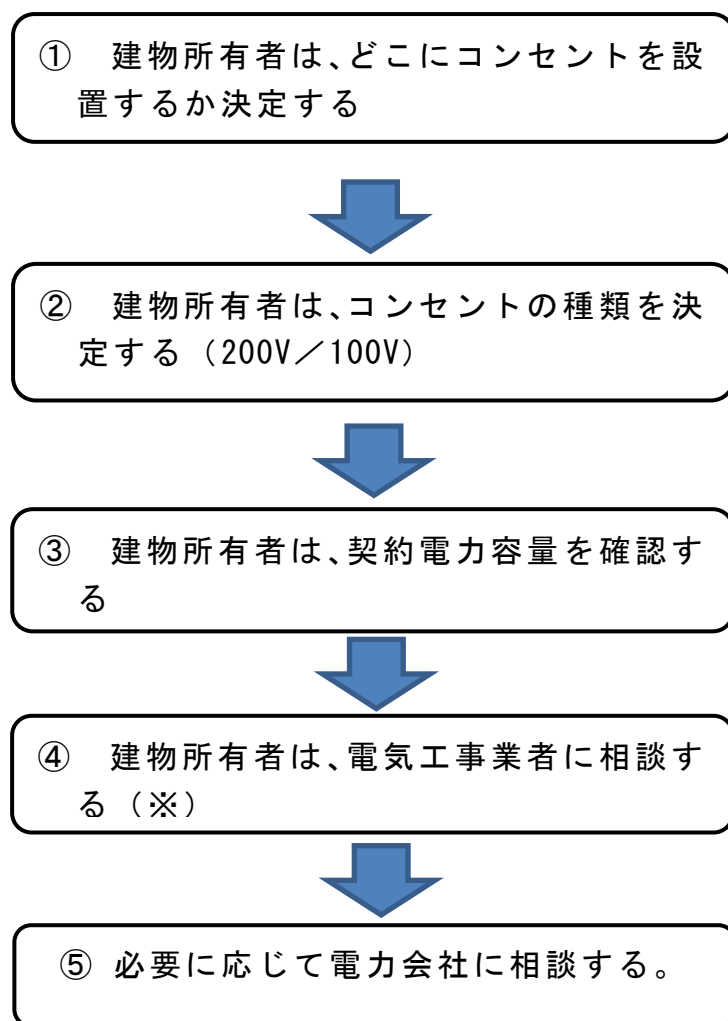 ① 建物所有者は、どこにコンセントを設
置するか決定する
② 建物所有者は、コンセントの種類を決
定する（200V／100V）
③ 建物所有者は、契約電力容量を確認す
る
④ 建物所有者は、電気工事業者に相談す
る（※）
⑤ 必要に応じて電力会社に相談する。